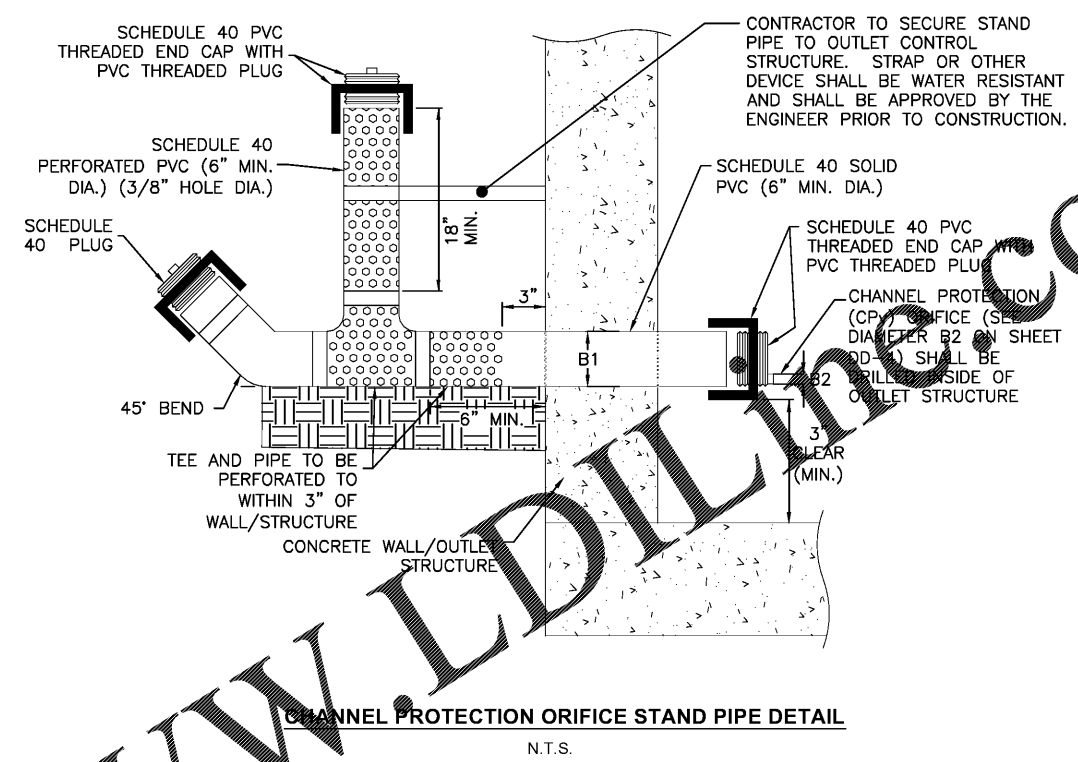 SCHEDULE 40 PVC
THREADED END CAP WITH
PVC THREADED PLUG
CONTRACTOR TO SECURE STAND
PIPE TO OUTLET CONTROL
STRUCTURE. STRAP OR OTHER
DEVICE SHALL BE WATER RESISTANT
AND SHALL BE APPROVED BY THE
ENGINEER PRIOR TO CONSTRUCTION.
SCHEDULE 40
PERFORATED PVC (6" MIN.
DIA.) (3/8" HOLE DIA.)
SCHEDULE 40 SOLID
PVC (6" MIN. DIA.)
SCHEDULE
40 PLUG
18"
MIN.
SCHEDULE 40 PVC
THREADED END CAP WITH
PVC THREADED PLUG
3"
CHANNEL PROTECTION
(CPv) ORIFICE (SEE
DIAMETER B2 ON SHEET
DD-4) SHALL BE
DRILLED INSIDE OF
OUTLET STRUCTURE
B1
B2
45° BEND
6" MIN.
3"
CLEAR
(MIN.)
TEE AND PIPE TO BE
PERFORATED TO
WITHIN 3" OF
WALL/STRUCTURE
CONCRETE WALL/OUTLET
STRUCTURE
WW.LDILine.co
CHANNEL PROTECTION ORIFICE STAND PIPE DETAIL
N.T.S.